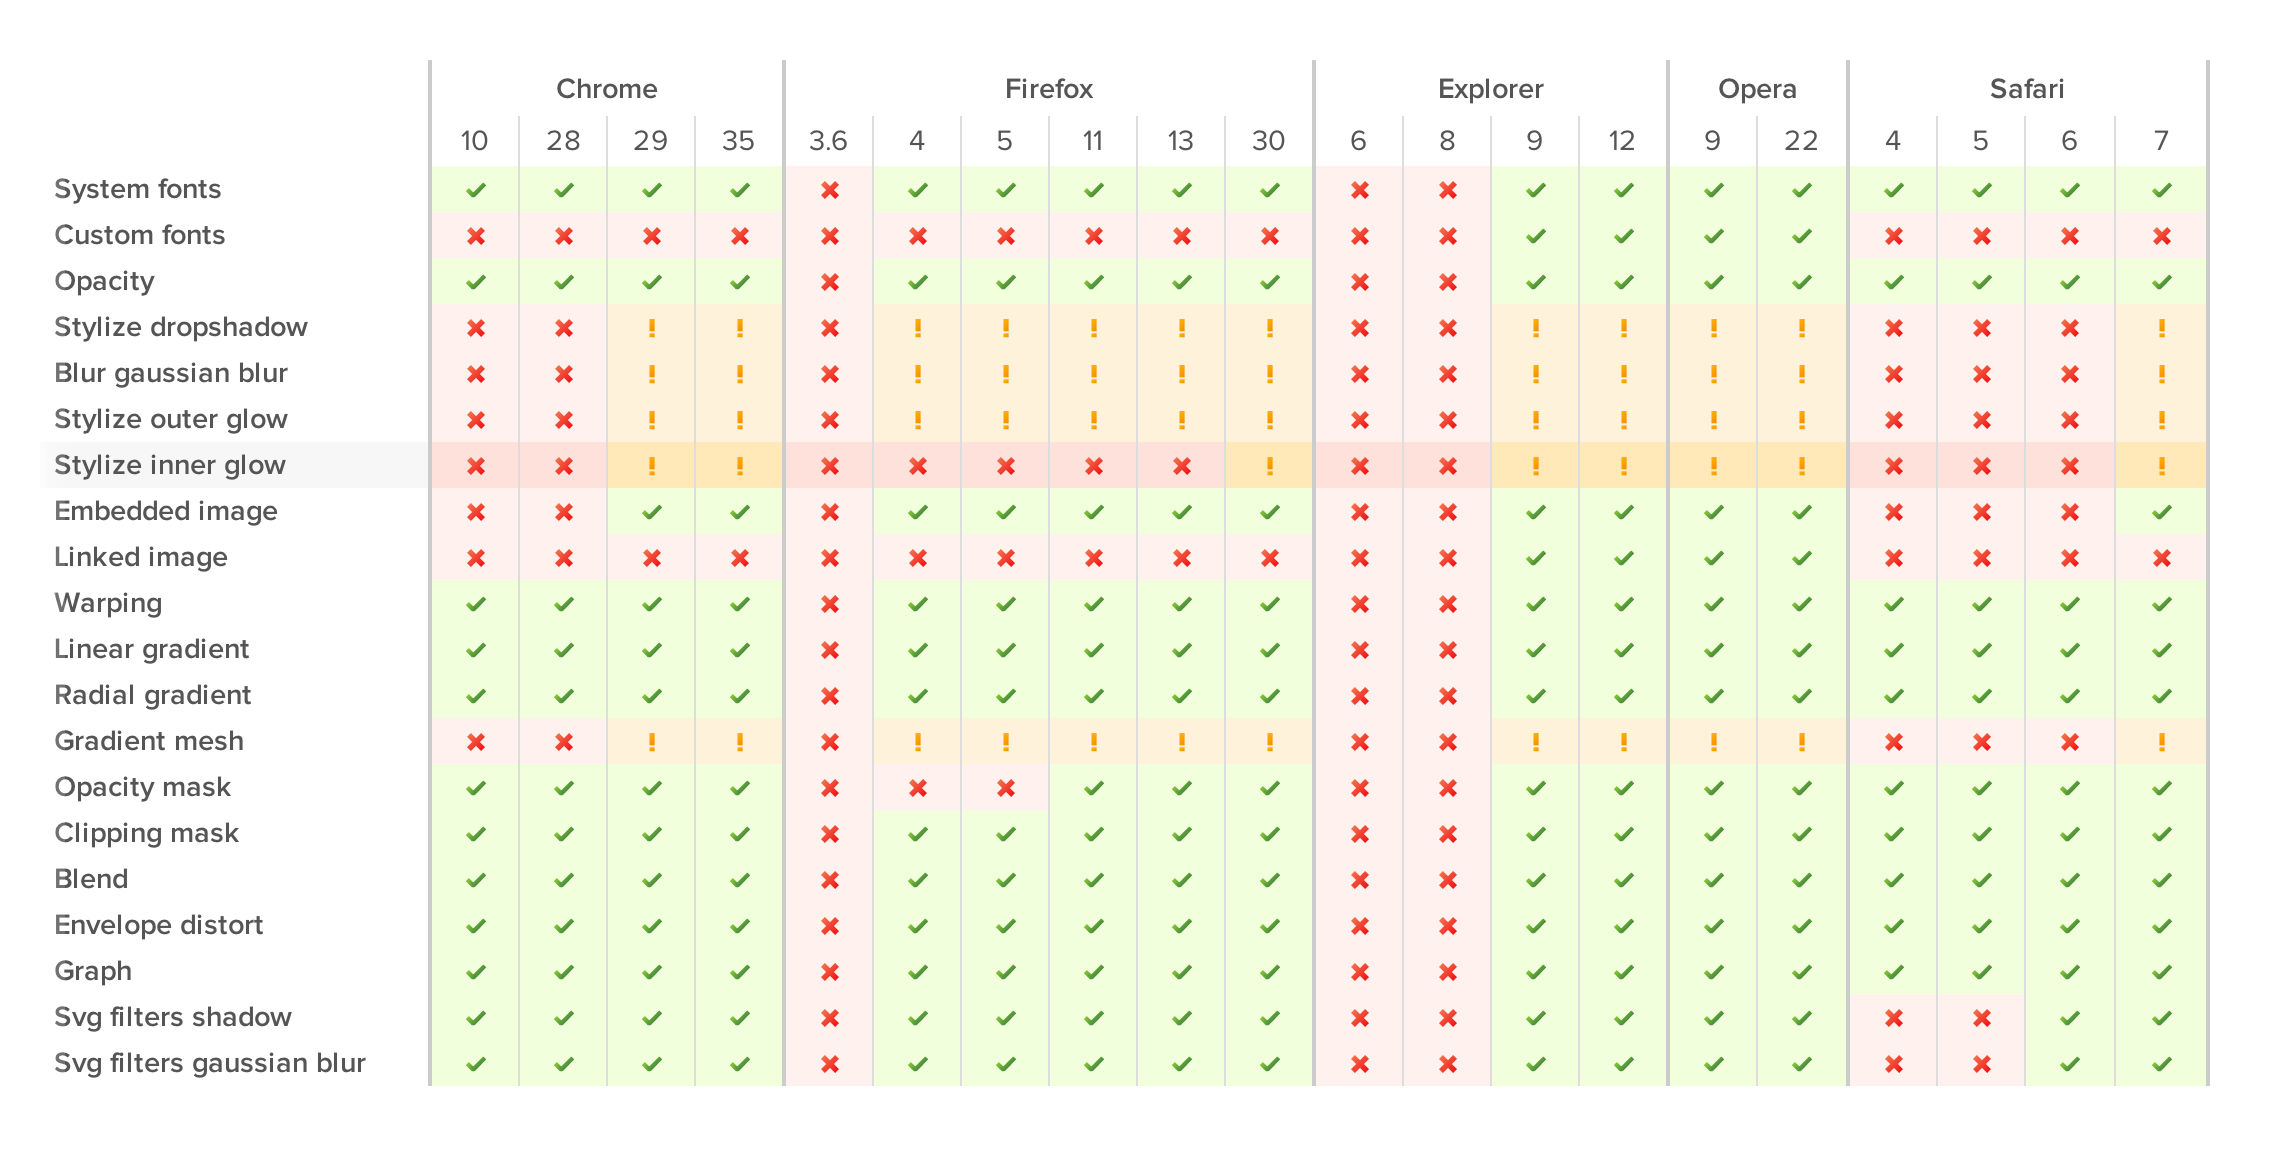 Chrome Firefox Explorer Opera Safari
10 28 29 35 3.6 4 5 11 13 30 6 8 9 12 9 22 4 5 6 7
System fonts
Custom fonts
Opacity
Stylize dropshadow
Blur gaussian blur
Stylize outer glow
Stylize inner glow
Embedded image
Linked image
Warping
Linear gradient
Radial gradient
Gradient mesh
Opacity mask
Clipping mask
Blend
Envelope distort
Graph
Svg filters shadow
Svg filters gaussian blur